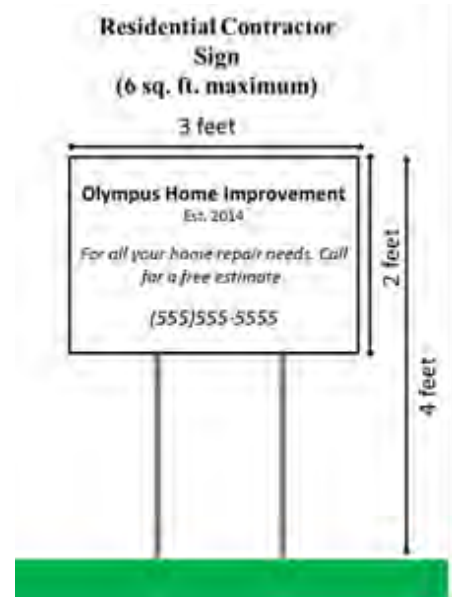 Residential Contractor
Sign
(6 sq. ft. maximum)
3 feet
Olympus Home Improvement
Est. 2014
For all your home repair needs. Call
for a free estimate.
(555)555-5555
2 feet
4 feet